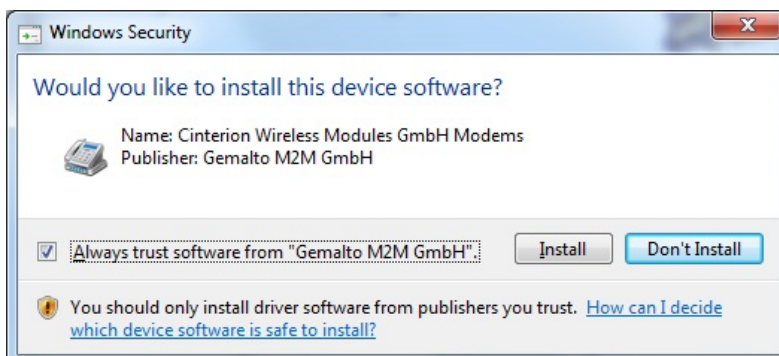 Windows Security
Would you like to install this device software?
Name: Cinterion Wireless Modules GmbH Modems
Publisher: Gemalto M2M GmbH
Always trust software from "Gemalto M2M GmbH".
Install
Don't Install
You should only install driver software from publishers you trust. How can I decide
which device software is safe to install?